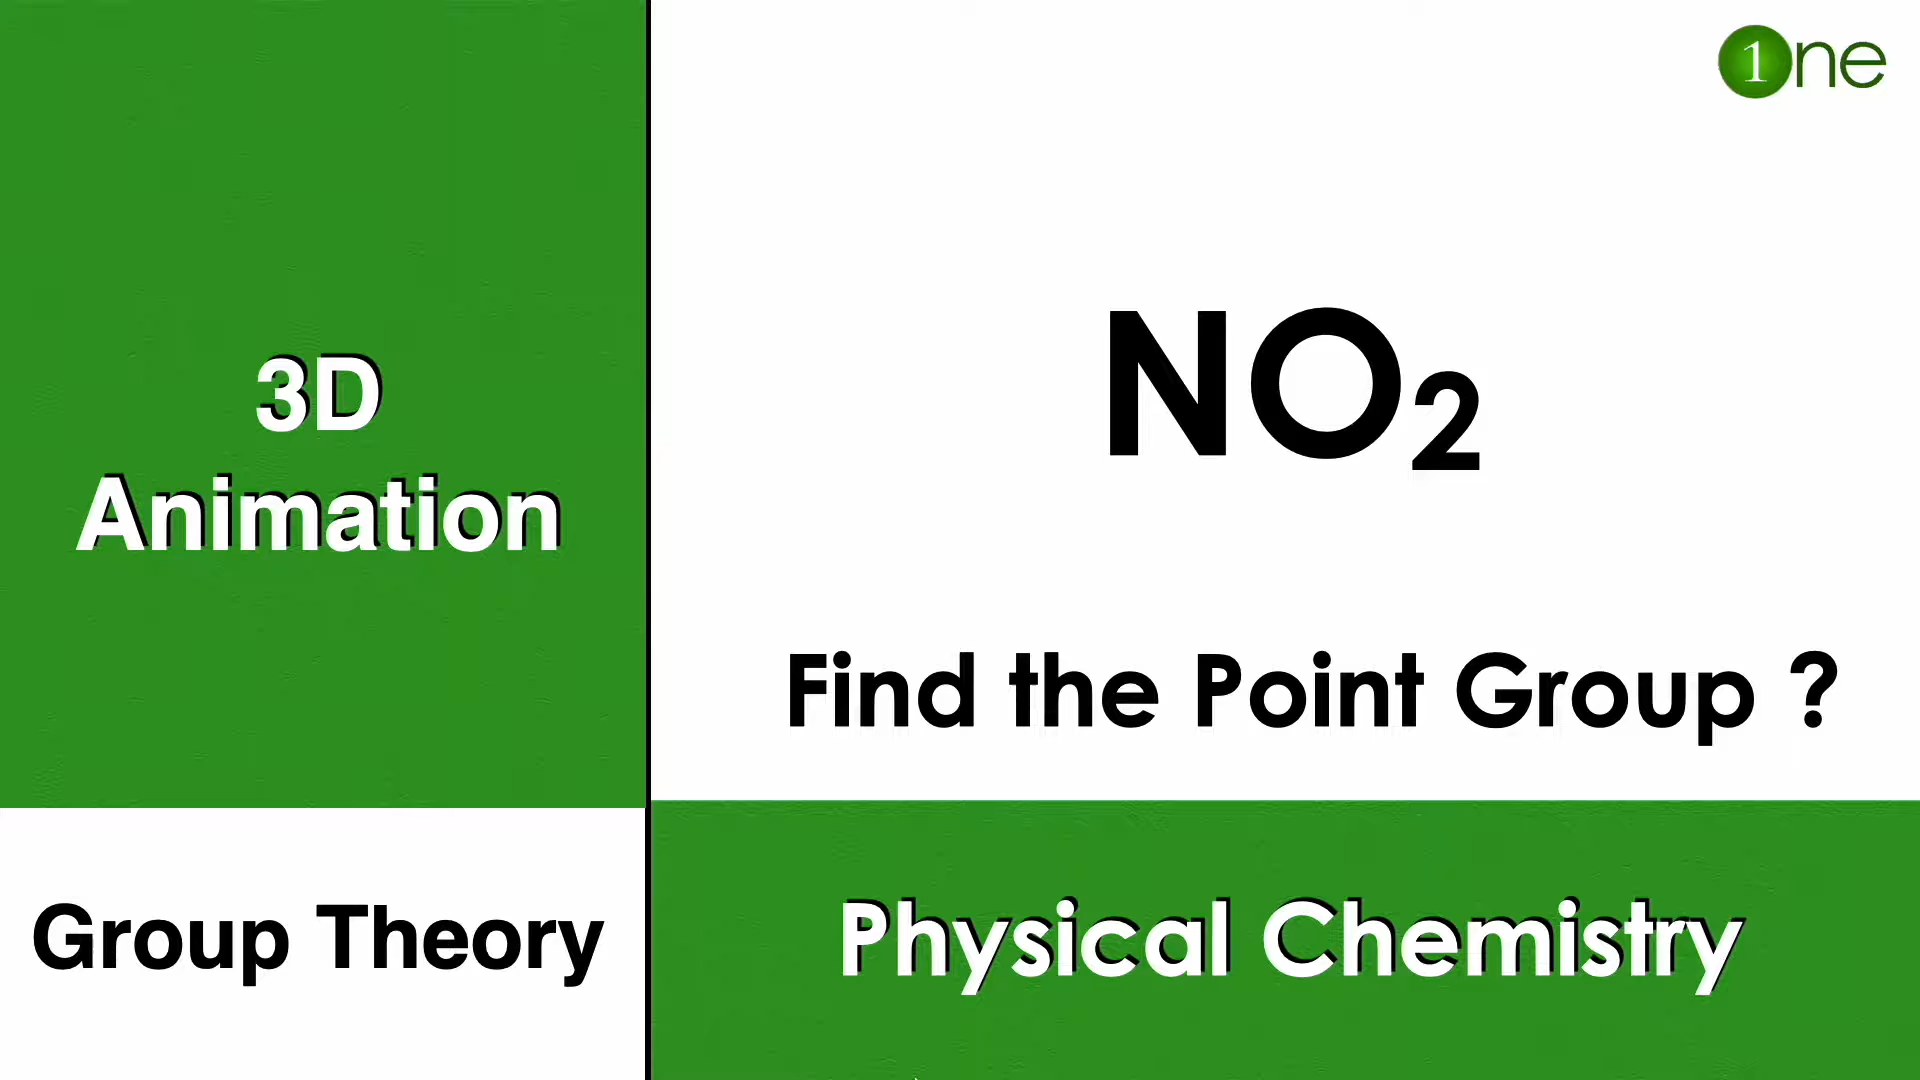 1ne
3D
Animation
NO₂
Find the Point Group ?
Group Theory
Physical Chemistry